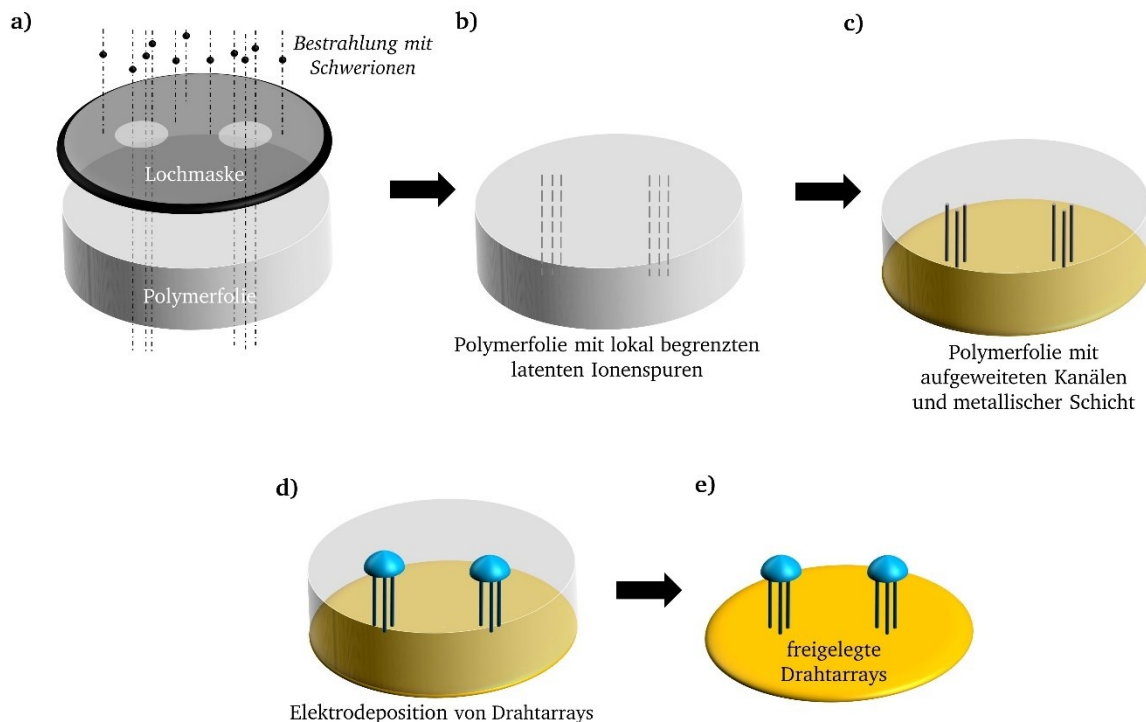 a)
Bestrahlung mit
Schwerionen
Lochmaske
Polymerfolie
b)
Polymerfolie mit lokal begrenzten
latenten Ionenspuren
c)
Polymerfolie mit
aufgeweiteten Kanälen
und metallischer Schicht
d)
Elektrodeposition von Drahtarrays
e)
freigelegte
Drahtarrays